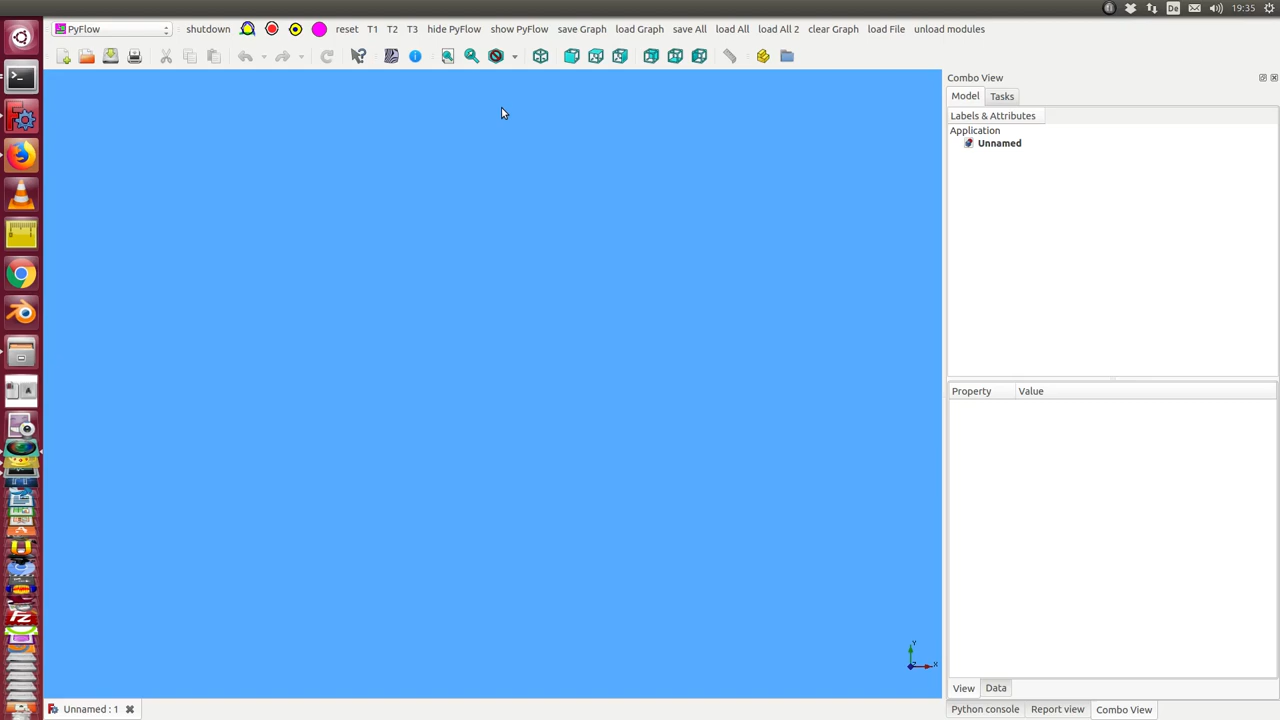 De 19:35
PyFlow shutdown reset T1 T2 T3 hide PyFlow show PyFlow save Graph load Graph save All load All load All 2 clear Graph load File unload modules
Combo View
Model Tasks
Labels & Attributes
Application
Unnamed
Property Value
Y
X
View Data
Unnamed : 1
Python console Report view Combo View